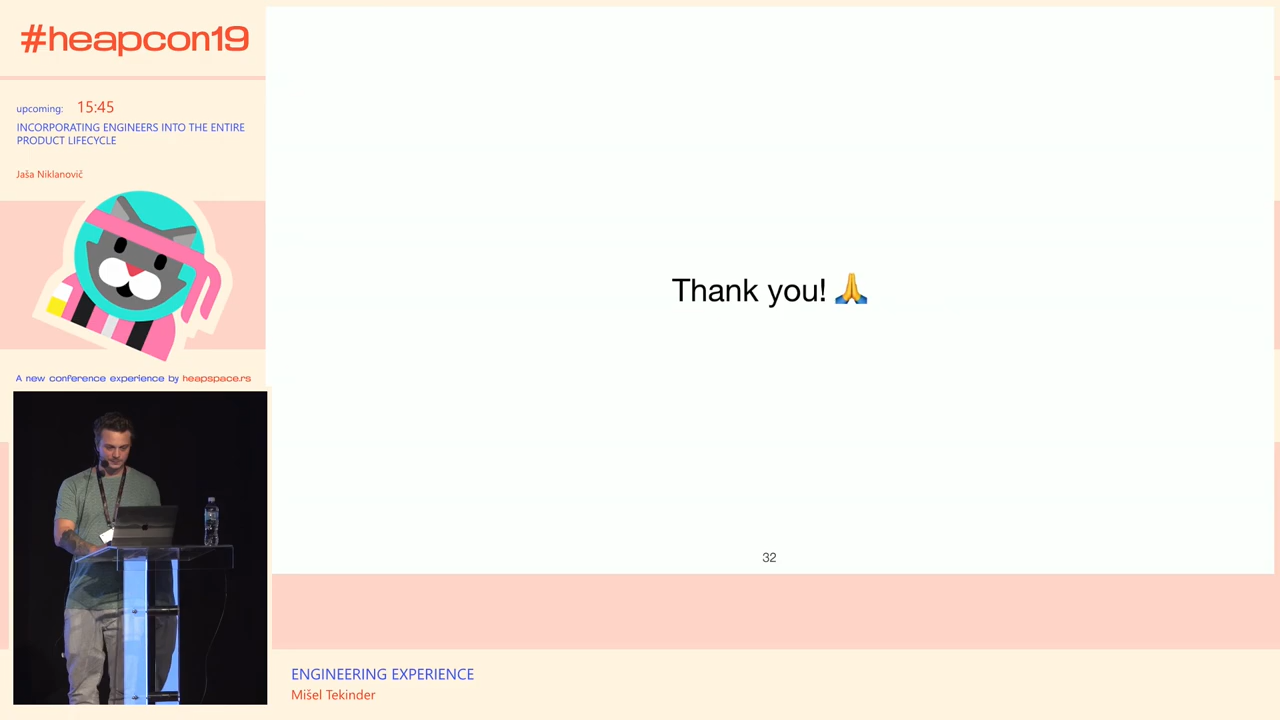 #heapcon19
upcoming: 15:45
INCORPORATING ENGINEERS INTO THE ENTIRE
PRODUCT LIFECYCLE
Jaša Niklanovič
A new conference experience by heapspace.rs
Thank you! 🙏
32
ENGINEERING EXPERIENCE
Mišel Tekinder